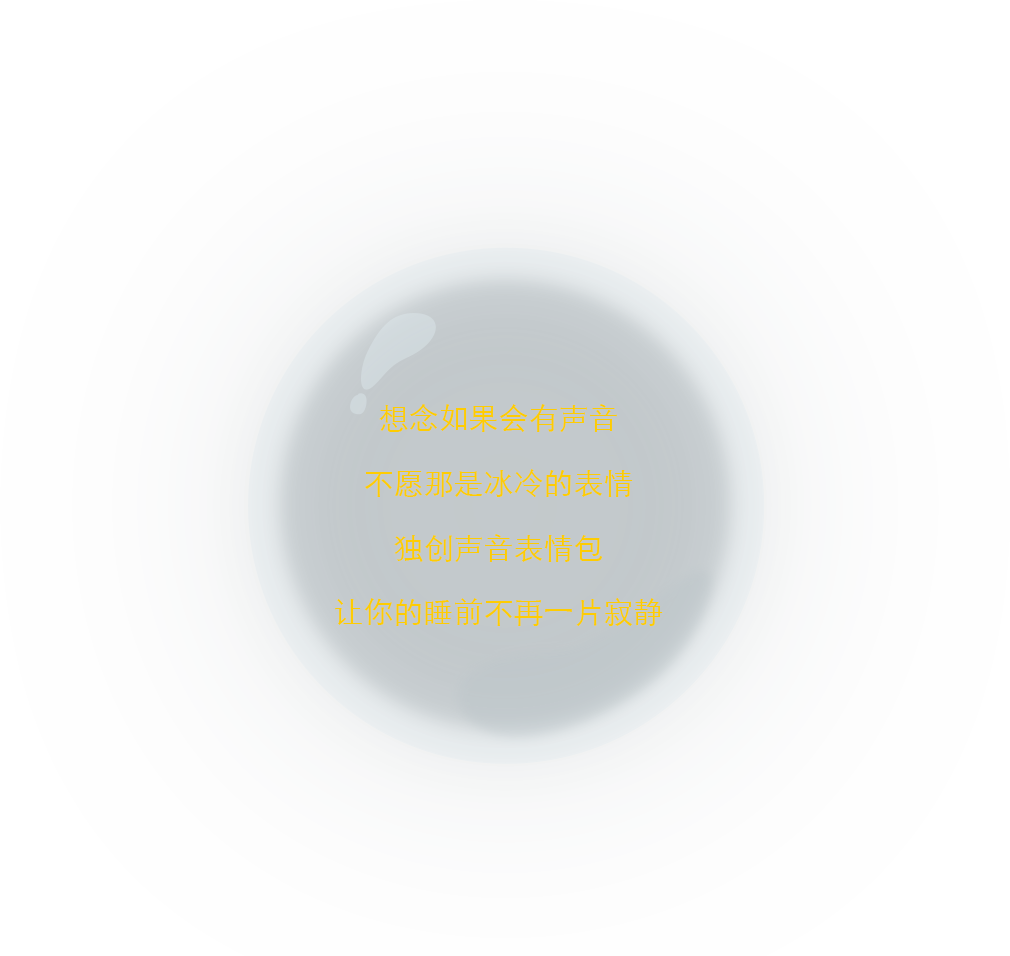 想念如果会有声音
不愿那是冰冷的表情
独创声音表情包
让你的睡前不再一片寂静